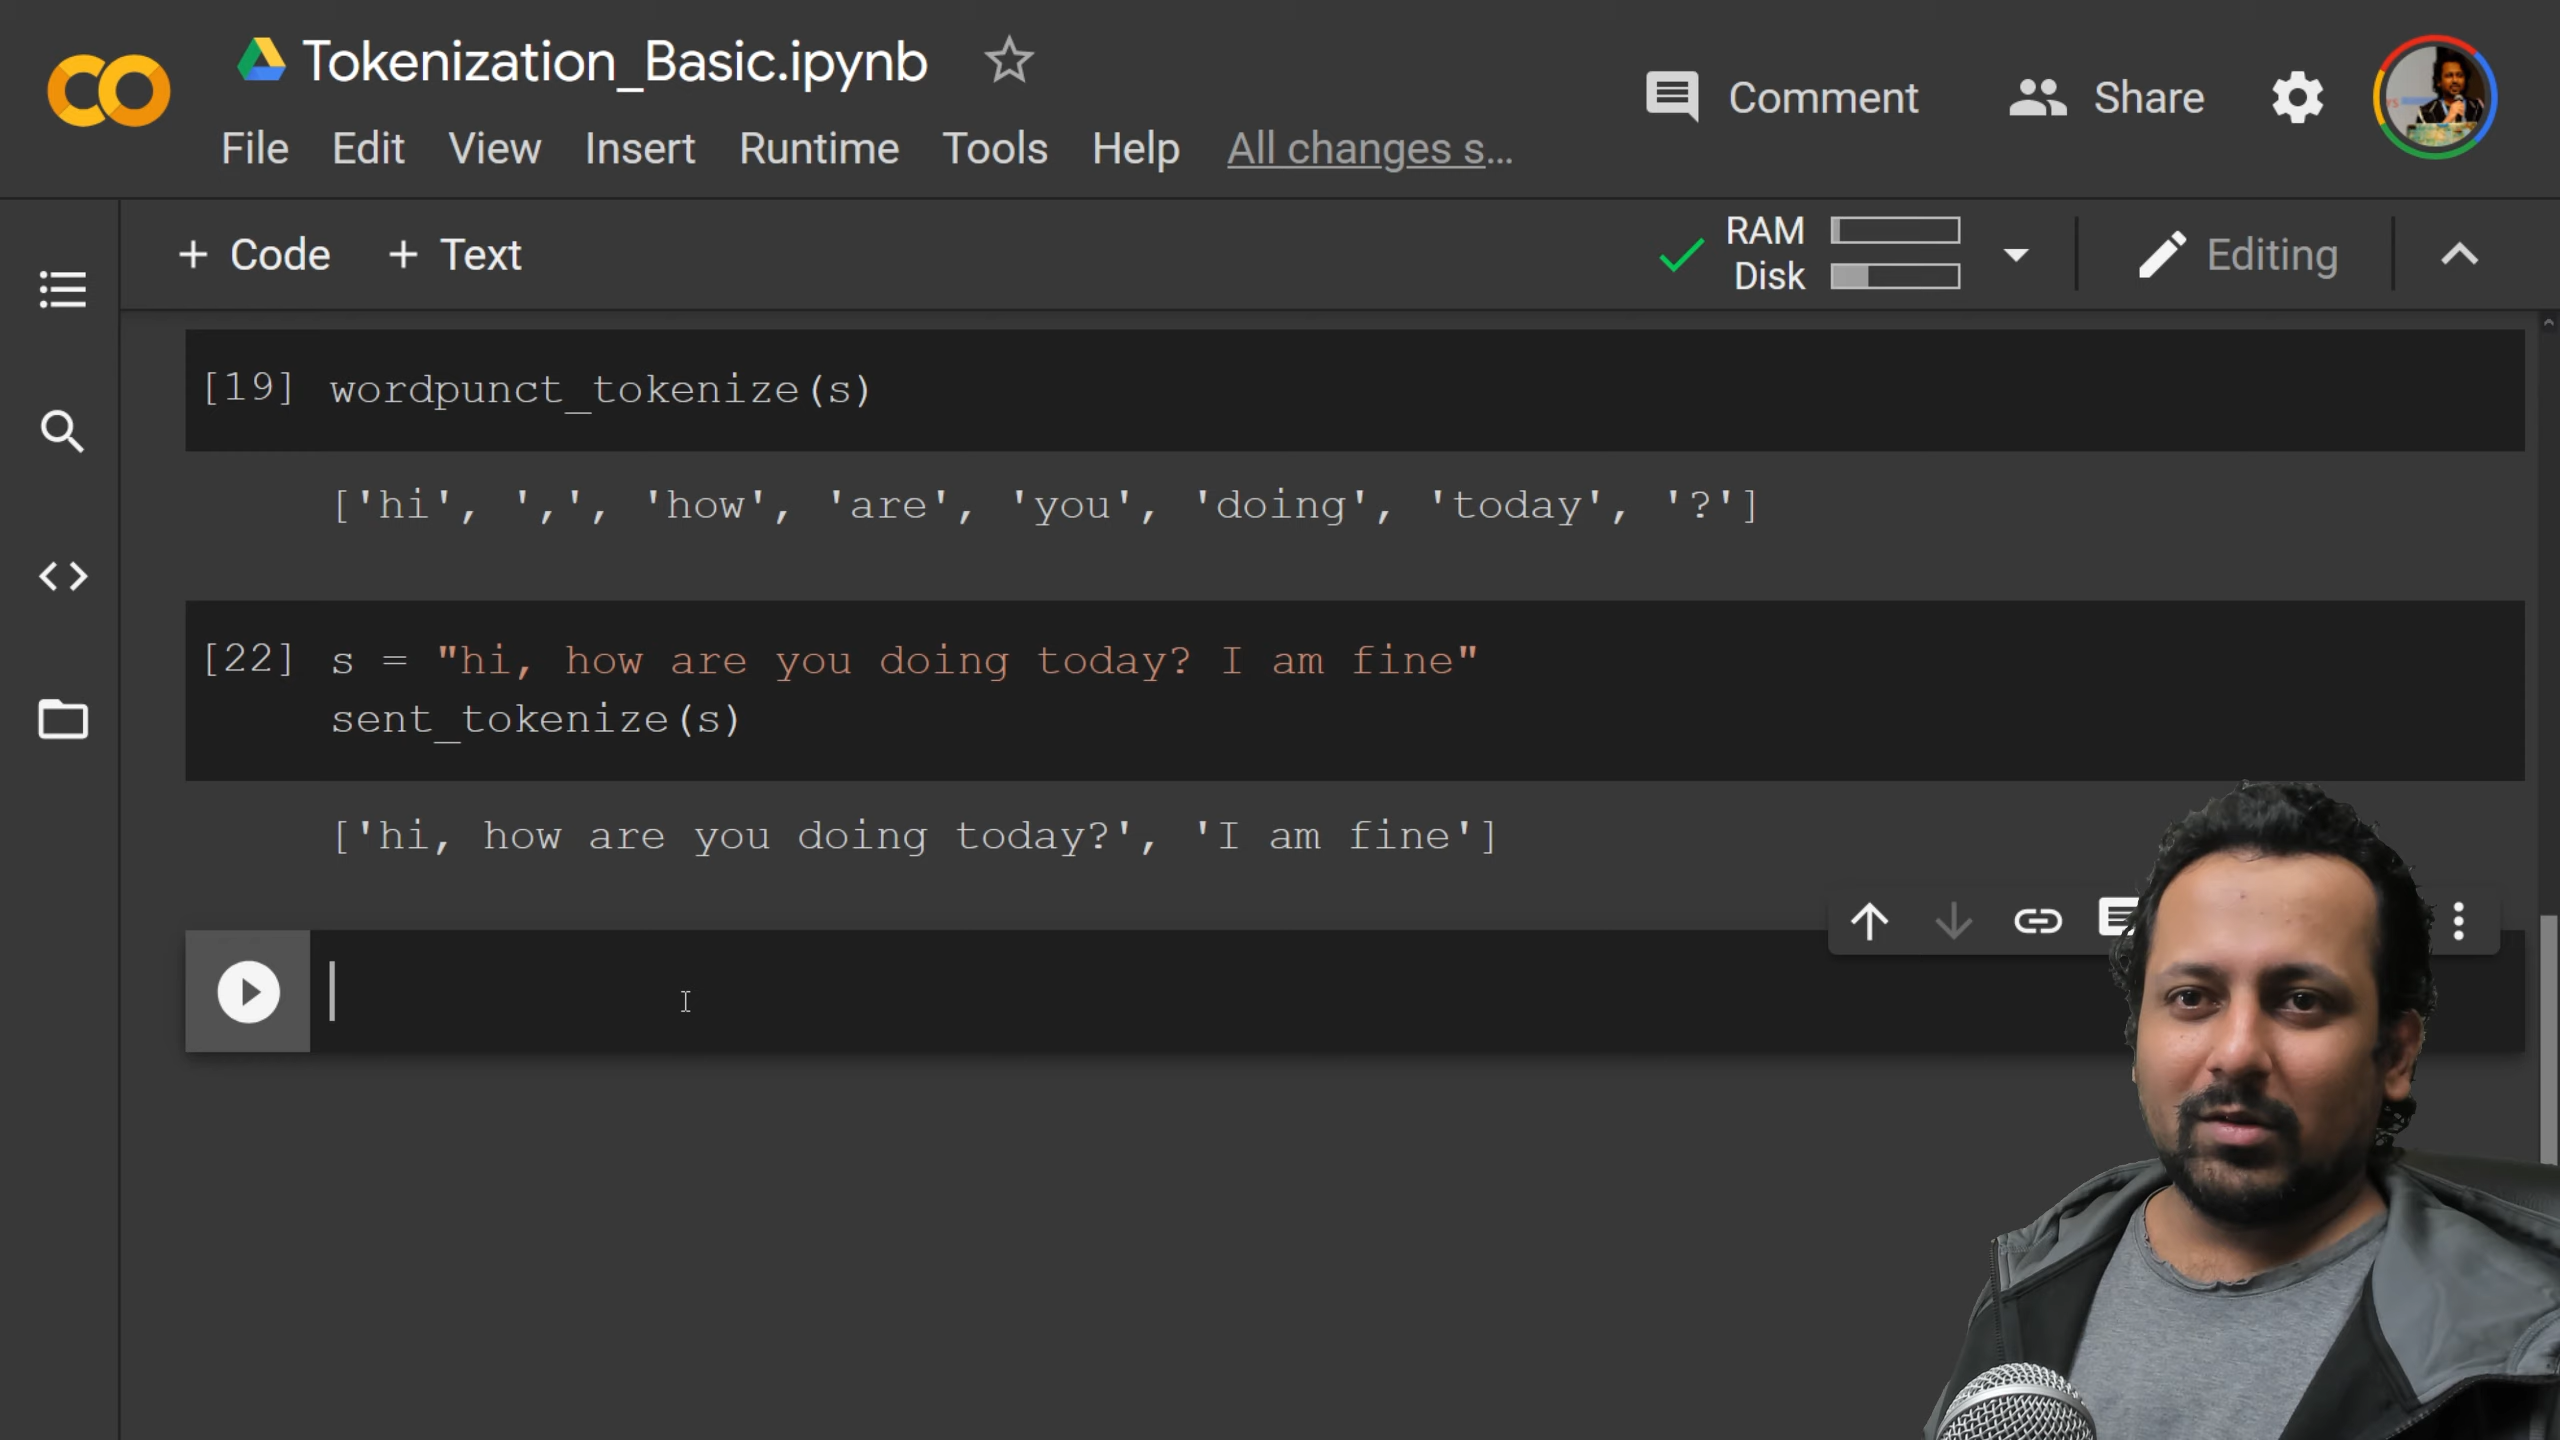 Tokenization_Basic.ipynb
Comment
Share
File Edit View Insert Runtime Tools Help All changes s...
+ Code + Text
RAM
Disk
Editing
[19] wordpunct_tokenize(s)
['hi', ',', 'how', 'are', 'you', 'doing', 'today', '?']
[22] s = "hi, how are you doing today? I am fine"
sent_tokenize(s)
['hi, how are you doing today?', 'I am fine']